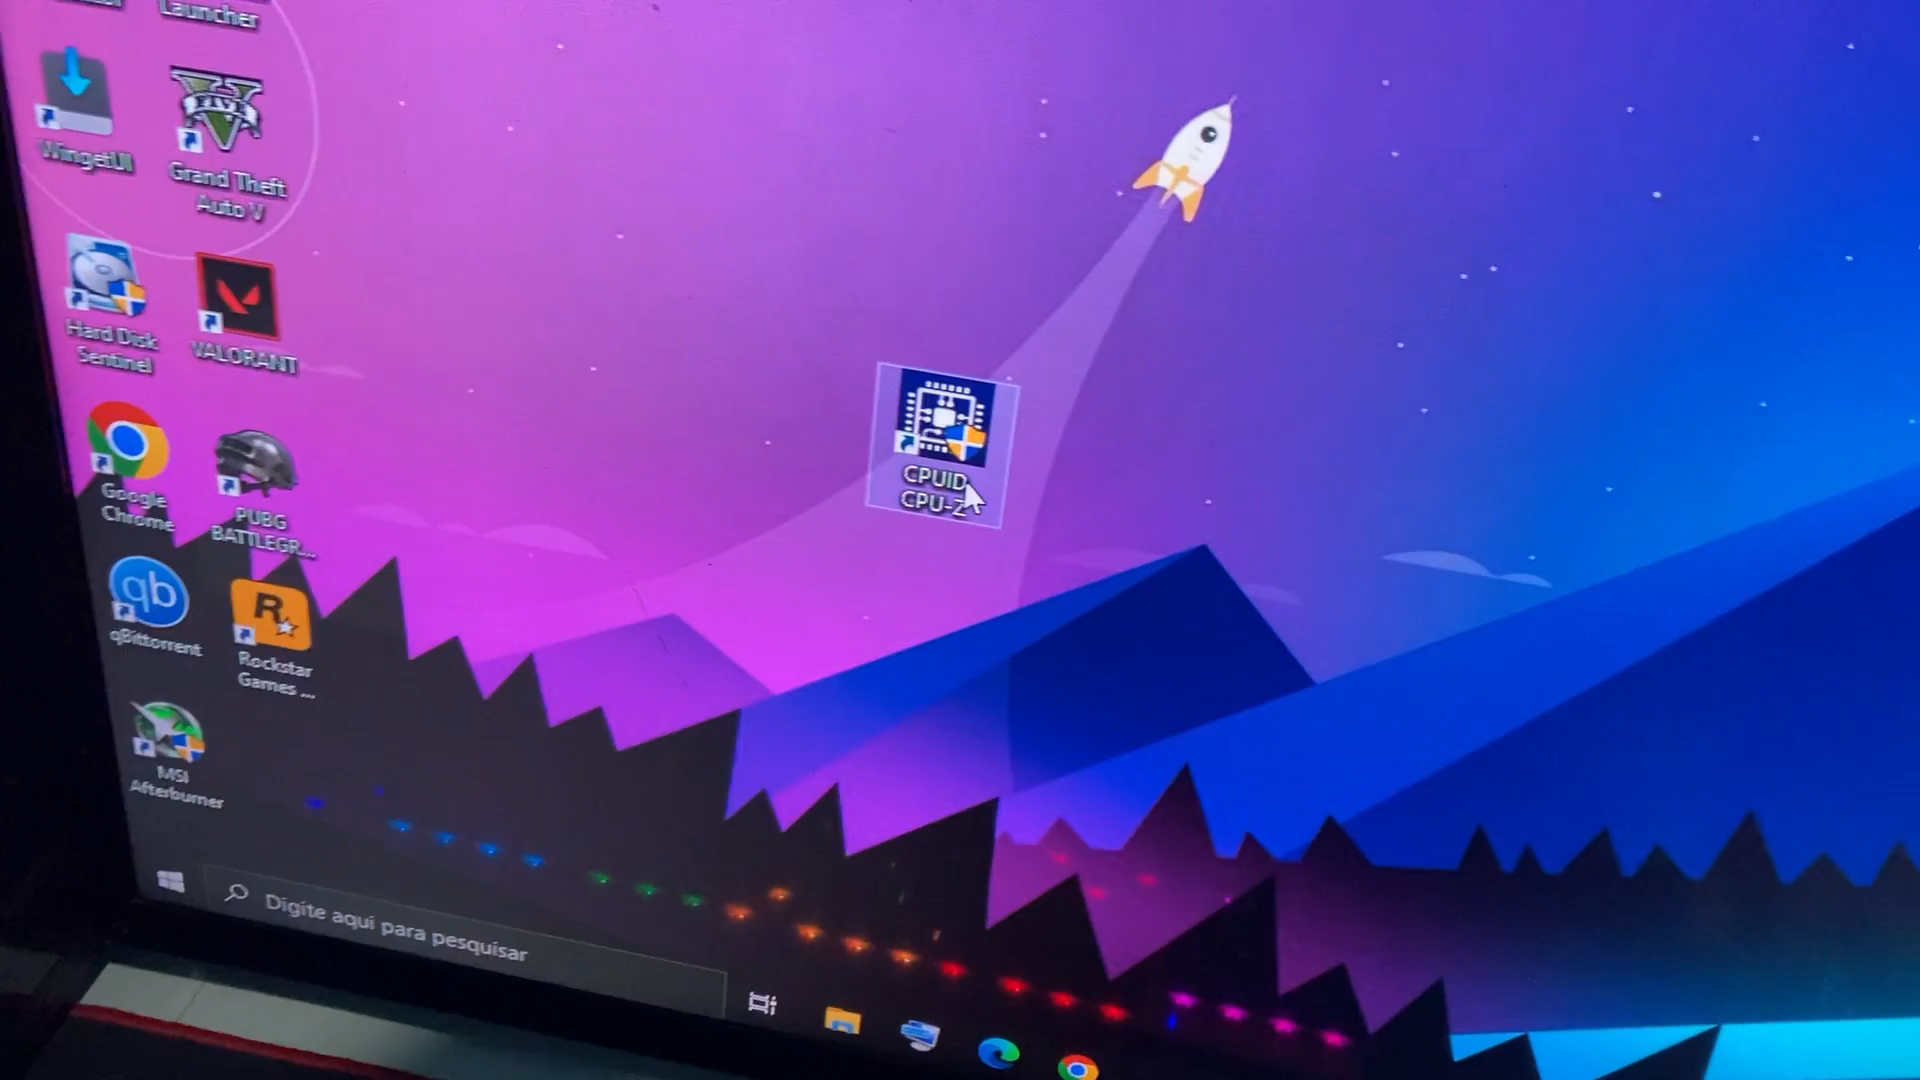 Launcher
WingetUI
Grand Theft
Auto V
Hard Disk
Sentinel
VALORANT
Google
Chrome
PUBG
BATTLEGR...
qb
qBittorrent
R
Rockstar
Games ...
MSI
Afterburner
CPUID
CPU-Z
Digite aqui para pesquisar